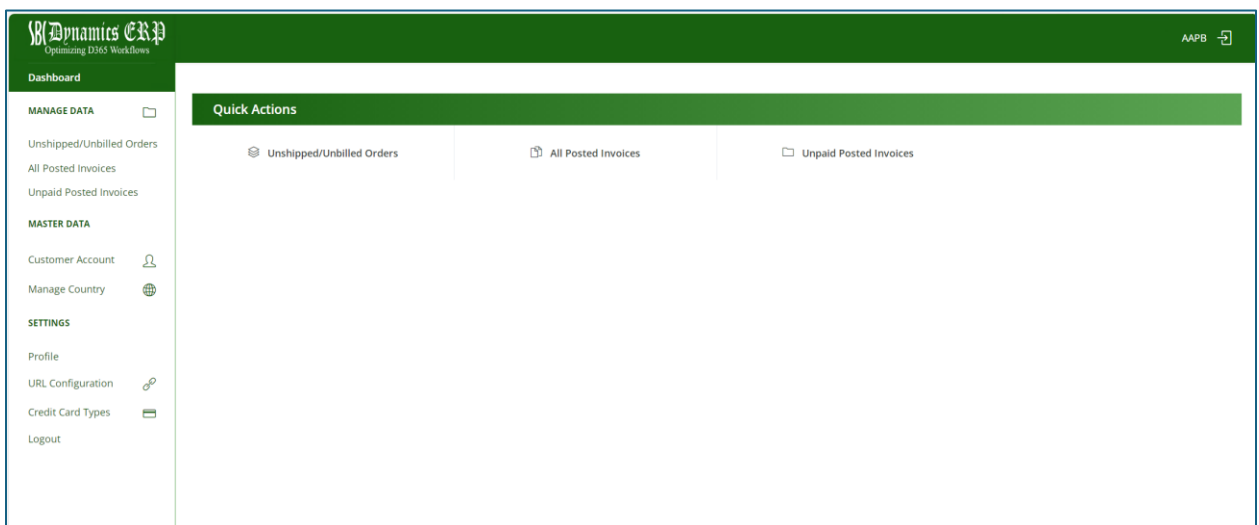 SBC Dynamics ERP
Optimizing D365 Workflows
AAPB
Dashboard
MANAGE DATA
Unshipped/Unbilled Orders
All Posted Invoices
Unpaid Posted Invoices
MASTER DATA
Customer Account
Manage Country
SETTINGS
Profile
URL Configuration
Credit Card Types
Logout
Quick Actions
Unshipped/Unbilled Orders
All Posted Invoices
Unpaid Posted Invoices